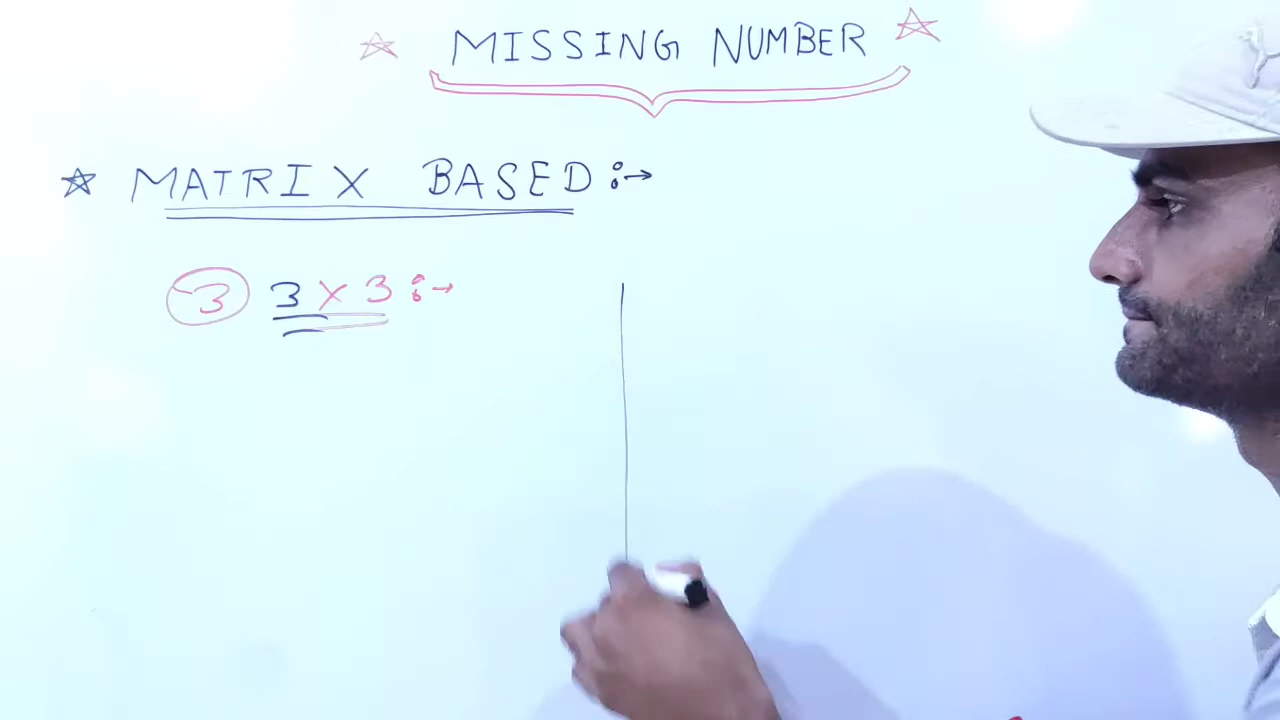 ☆ MISSING NUMBER ☆
☆ MATRIX BASED :→
3 3 x 3 :→